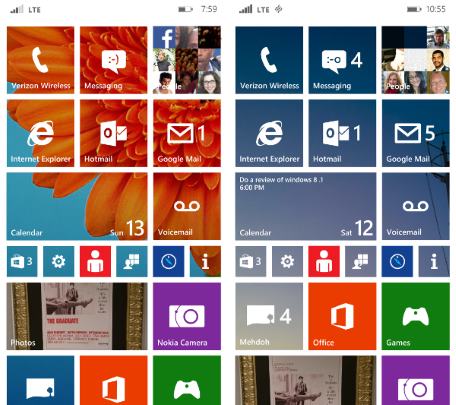 LTE 7:59
Verizon Wireless
:-)
Messaging
f
People
e
Internet Explorer
Hotmail
1
Google Mail
Calendar
Sun 13
Voicemail
3
i
THE GRADUATE
Photos
Nokia Camera
LTE 10:55
Verizon Wireless
:-o 4
Messaging
People
e
Internet Explorer
1
Hotmail
5
Google Mail
Do a review of windows 8 .1
6:00 PM
Calendar
Sat 12
Voicemail
3
i
4
Mehdoh
Office
Games